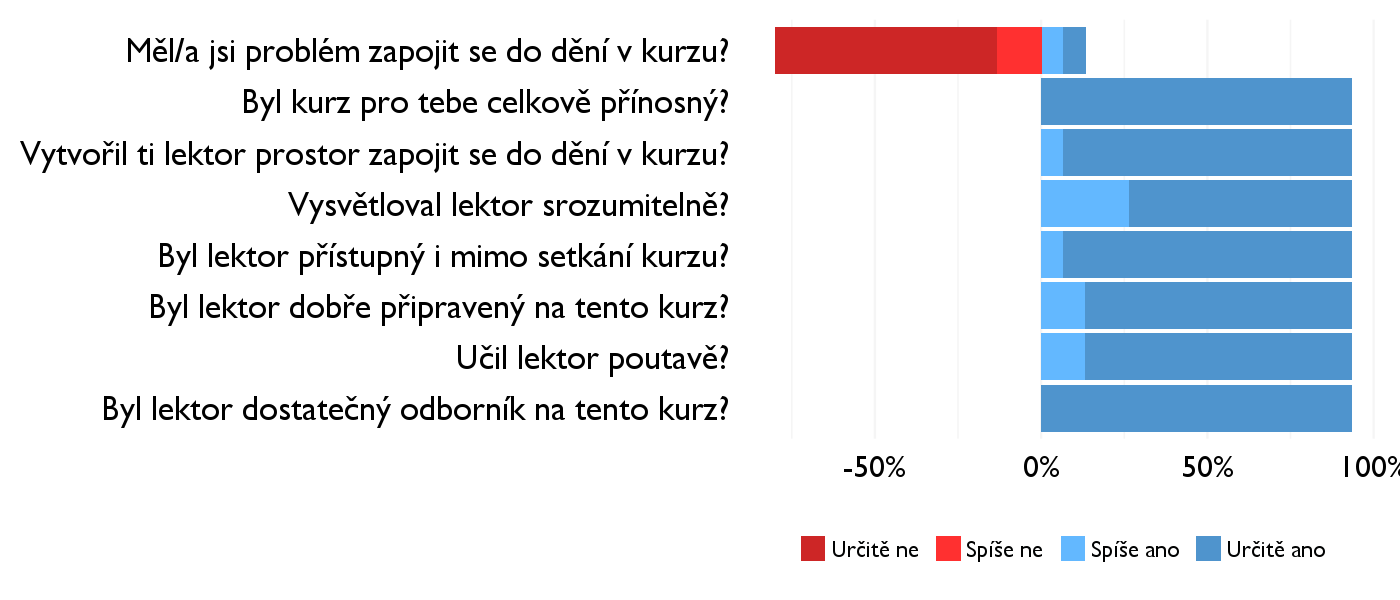 Měl/a jsi problém zapojit se do dění v kurzu?
Byl kurz pro tebe celkově přínosný?
Vytvořil ti lektor prostor zapojit se do dění v kurzu?
Vysvětloval lektor srozumitelně?
Byl lektor přístupný i mimo setkání kurzu?
Byl lektor dobře připravený na tento kurz?
Učil lektor poutavě?
Byl lektor dostatečný odborník na tento kurz?
-50% 0% 50% 100%
Určitě ne Spíše ne Spíše ano Určitě ano